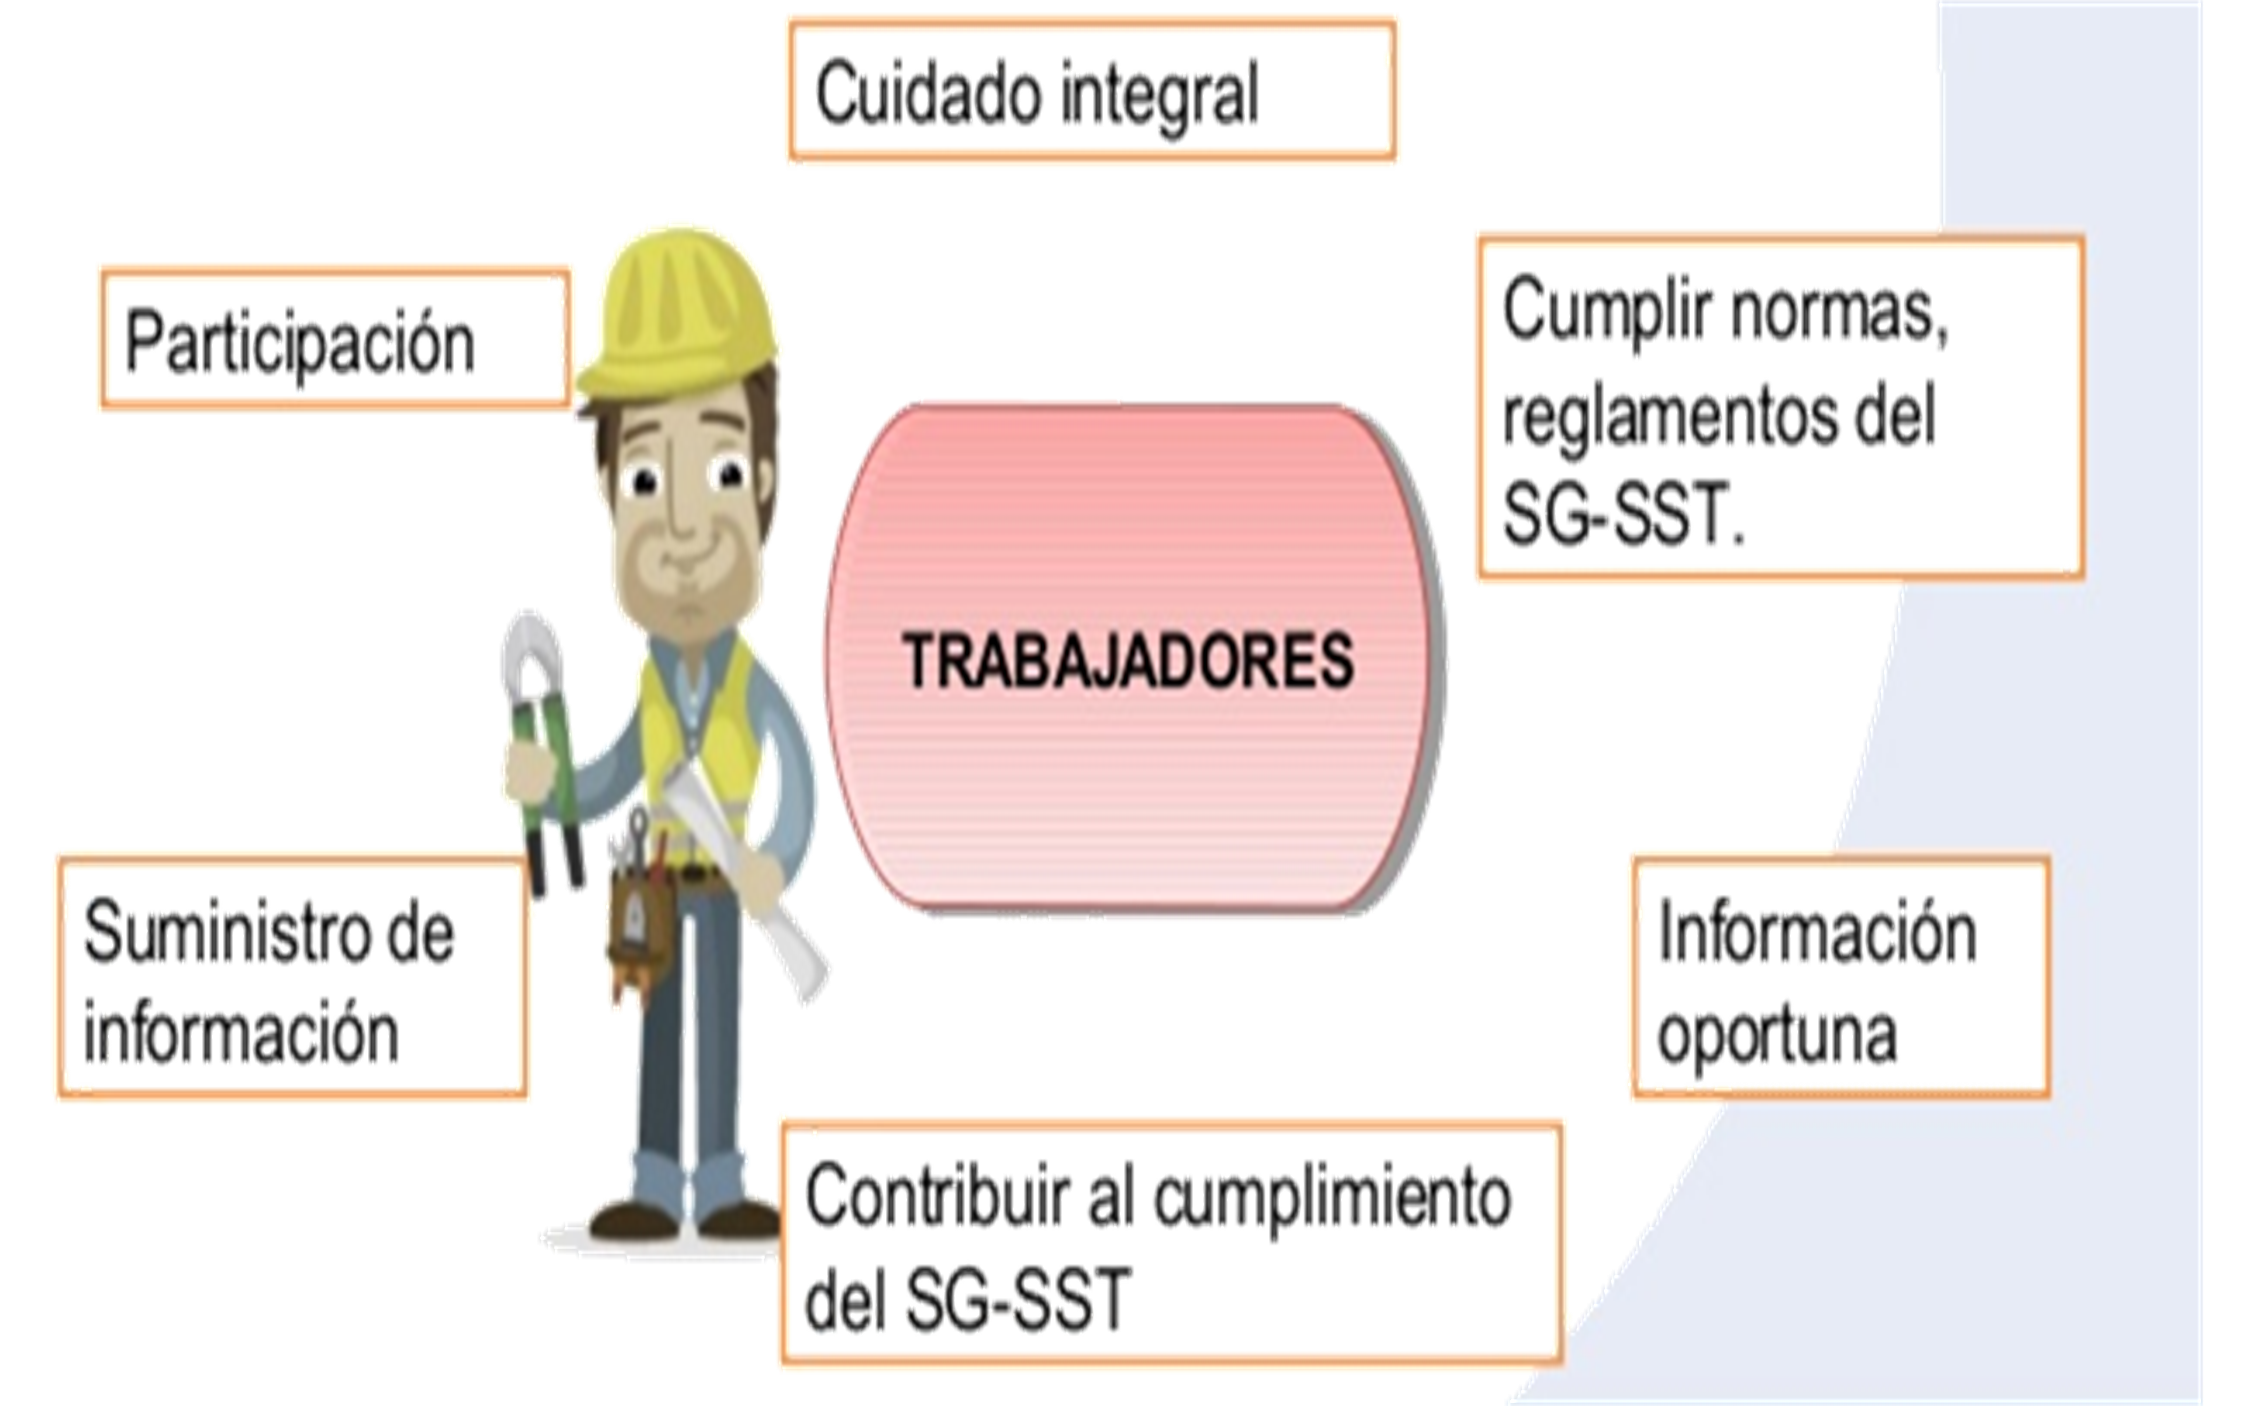 Cuidado integral
Participación
Cumplir normas,
reglamentos del
SG-SST.
TRABAJADORES
Suministro de
información
Información
oportuna
Contribuir al cumplimiento
del SG-SST